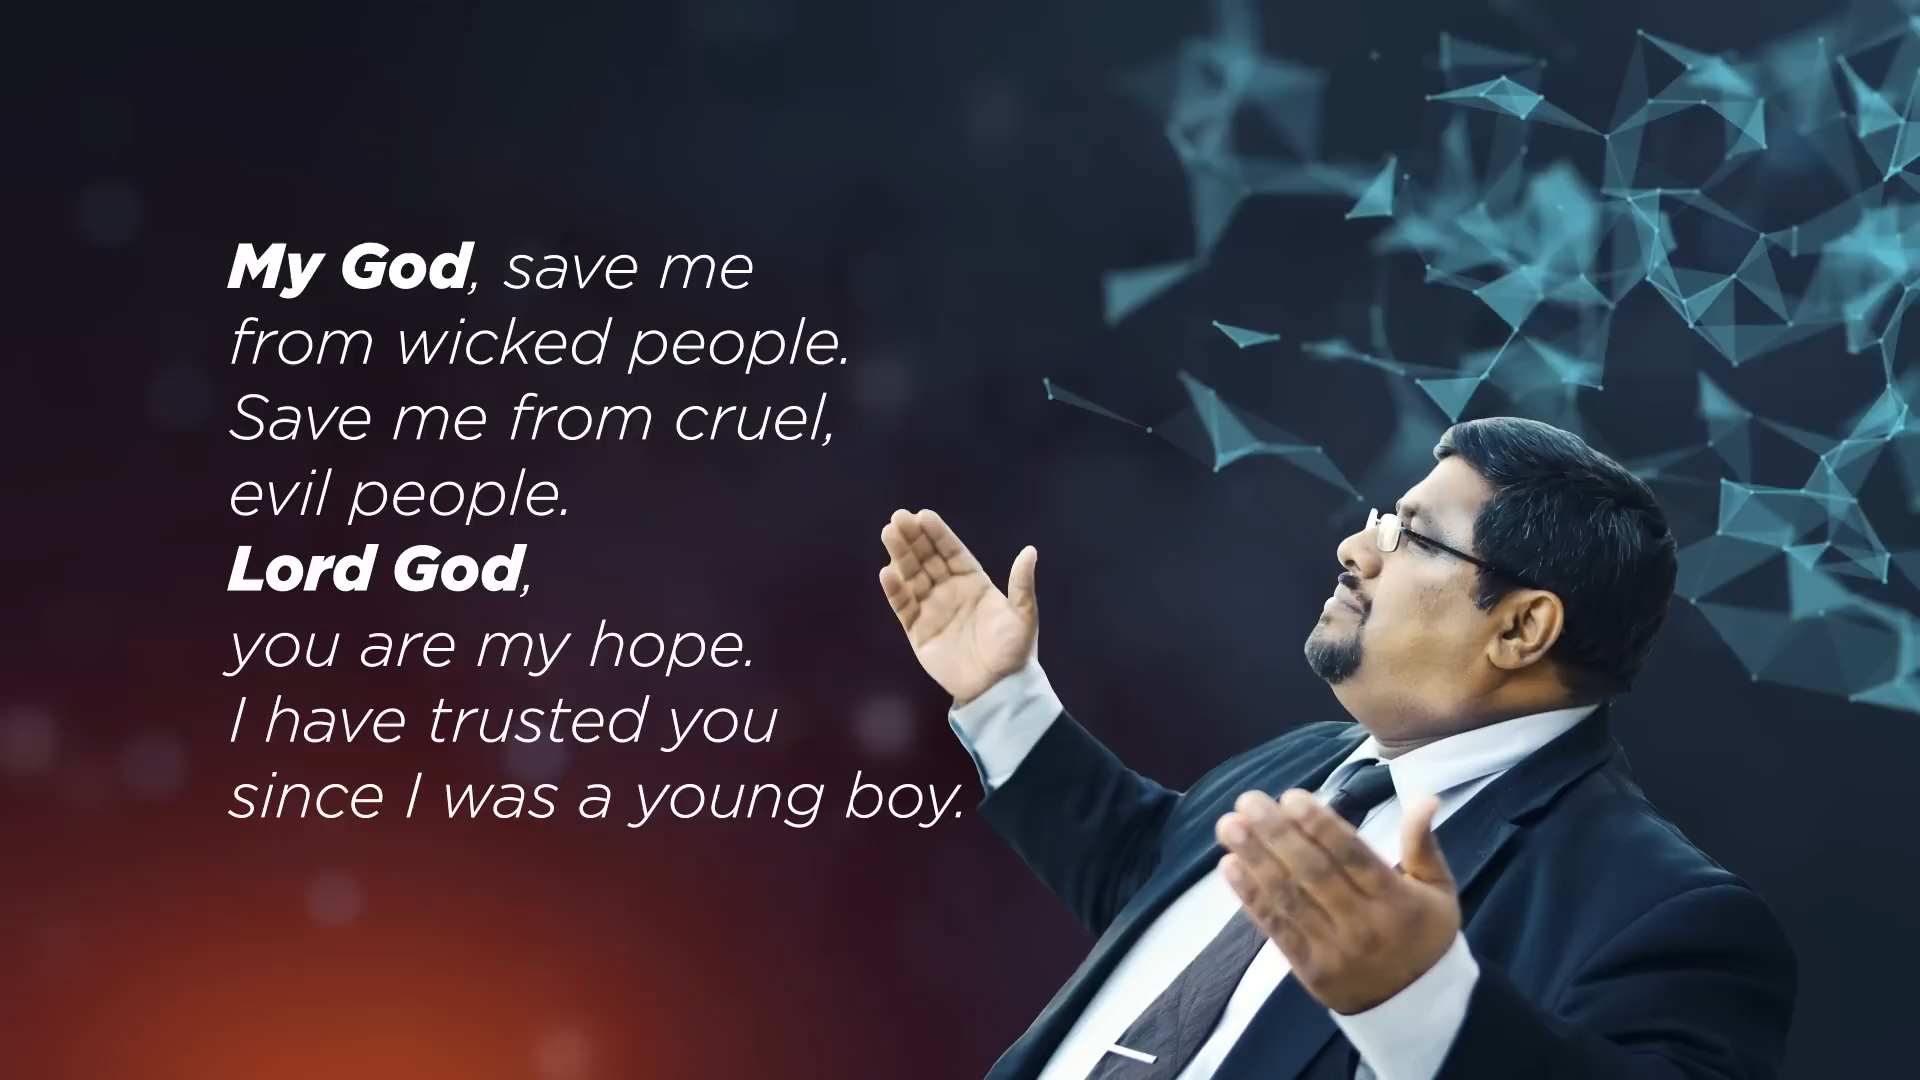 My God, save me
from wicked people.
Save me from cruel,
evil people.
Lord God,
you are my hope.
I have trusted you
since I was a young boy.